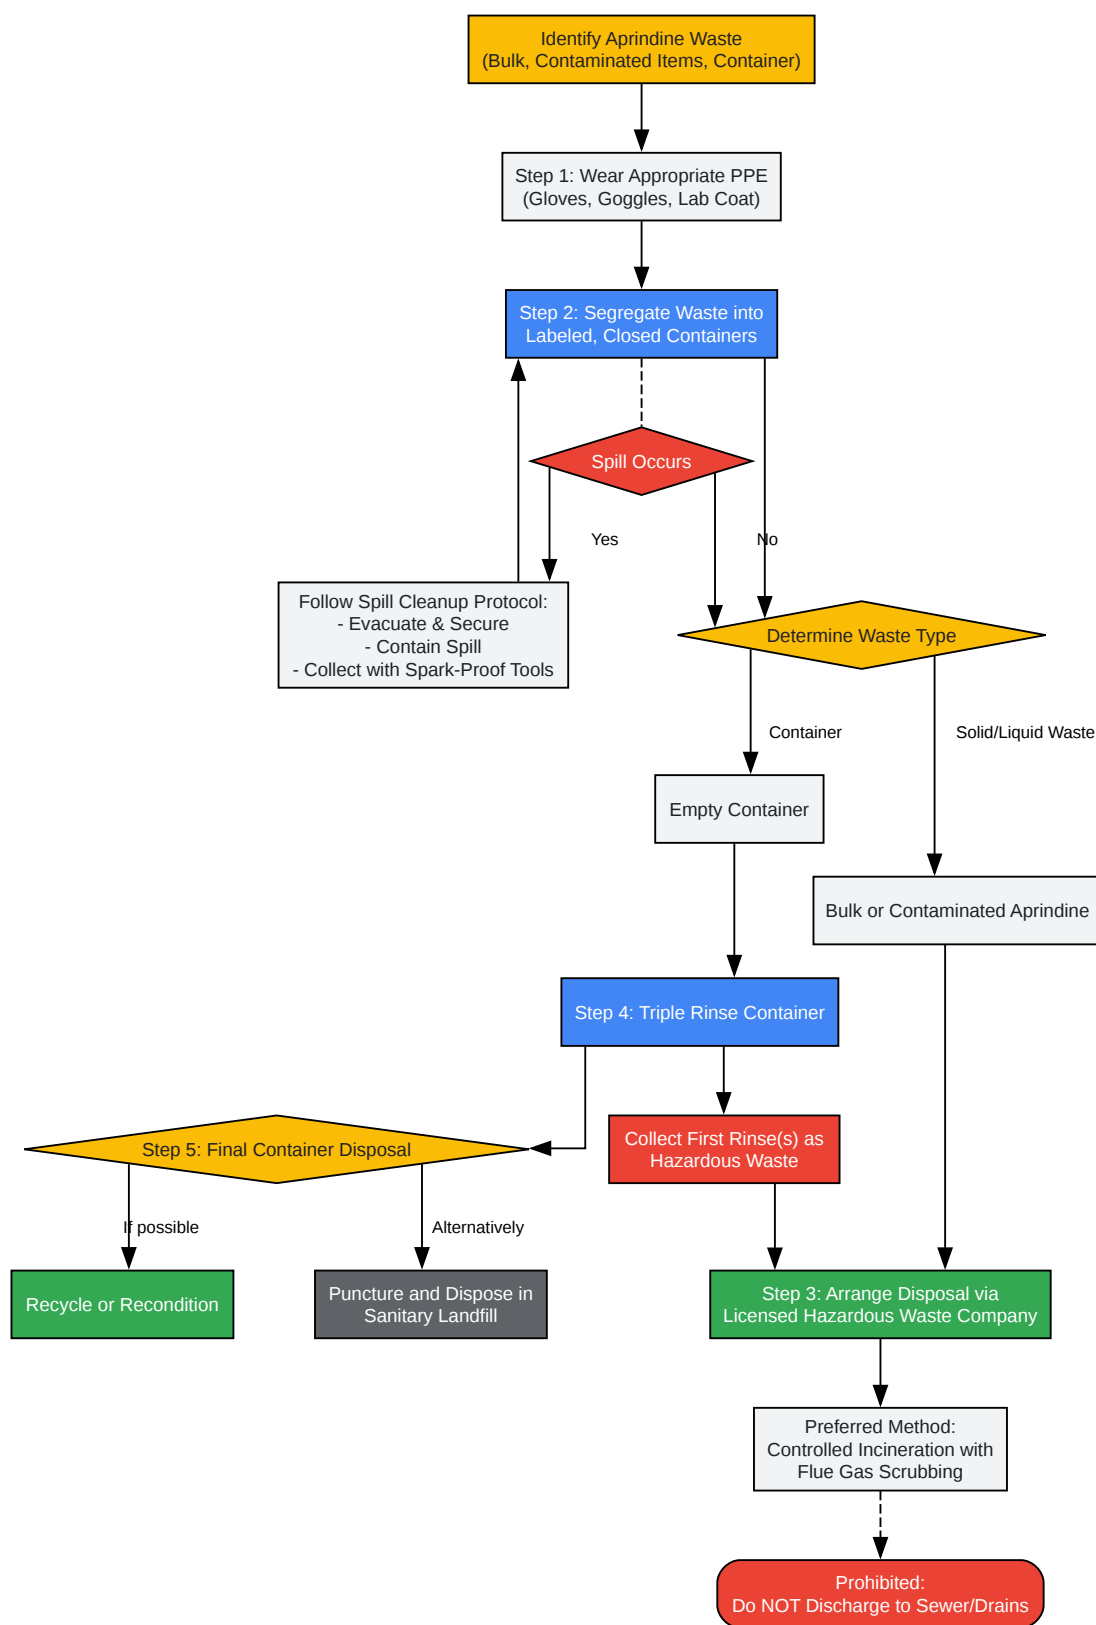 Identify Aprindine Waste
(Bulk, Contaminated Items, Container)
Step 1: Wear Appropriate PPE
(Gloves, Goggles, Lab Coat)
Step 2: Segregate Waste into
Labeled, Closed Containers
Spill Occurs
Yes
No
Follow Spill Cleanup Protocol:
- Evacuate & Secure
- Contain Spill
- Collect with Spark-Proof Tools
Determine Waste Type
Container
Solid/Liquid Waste
Empty Container
Bulk or Contaminated Aprindine
Step 4: Triple Rinse Container
Step 5: Final Container Disposal
Collect First Rinse(s) as
Hazardous Waste
If possible
Alternatively
Recycle or Recondition
Puncture and Dispose in
Sanitary Landfill
Step 3: Arrange Disposal via
Licensed Hazardous Waste Company
Preferred Method:
Controlled Incineration with
Flue Gas Scrubbing
Prohibited:
Do NOT Discharge to Sewer/Drains